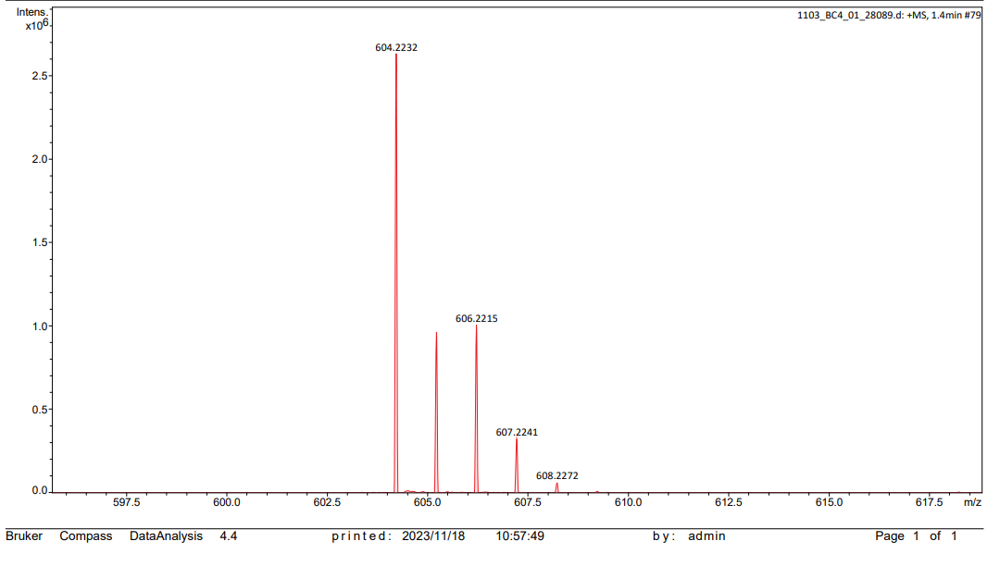 Intens.
x10^6
1103_BC4_01_28089.d: +MS, 1.4min #79
604.2232
2.5
2.0
1.5
606.2215
1.0
0.5
607.2241
608.2272
0.0
597.5 600.0 602.5 605.0 607.5 610.0 612.5 615.0 617.5 m/z
Bruker Compass DataAnalysis 4.4 printed: 2023/11/18 10:57:49 by: admin Page 1 of 1